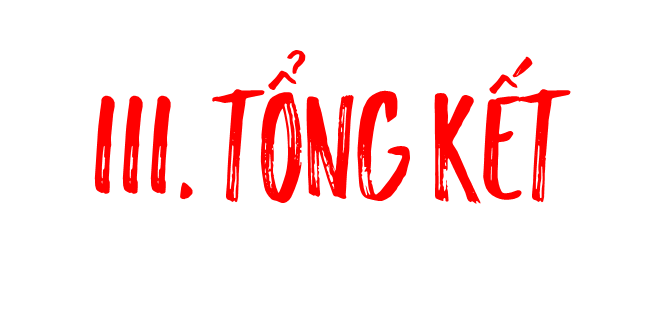 III. TỔNG KẾT